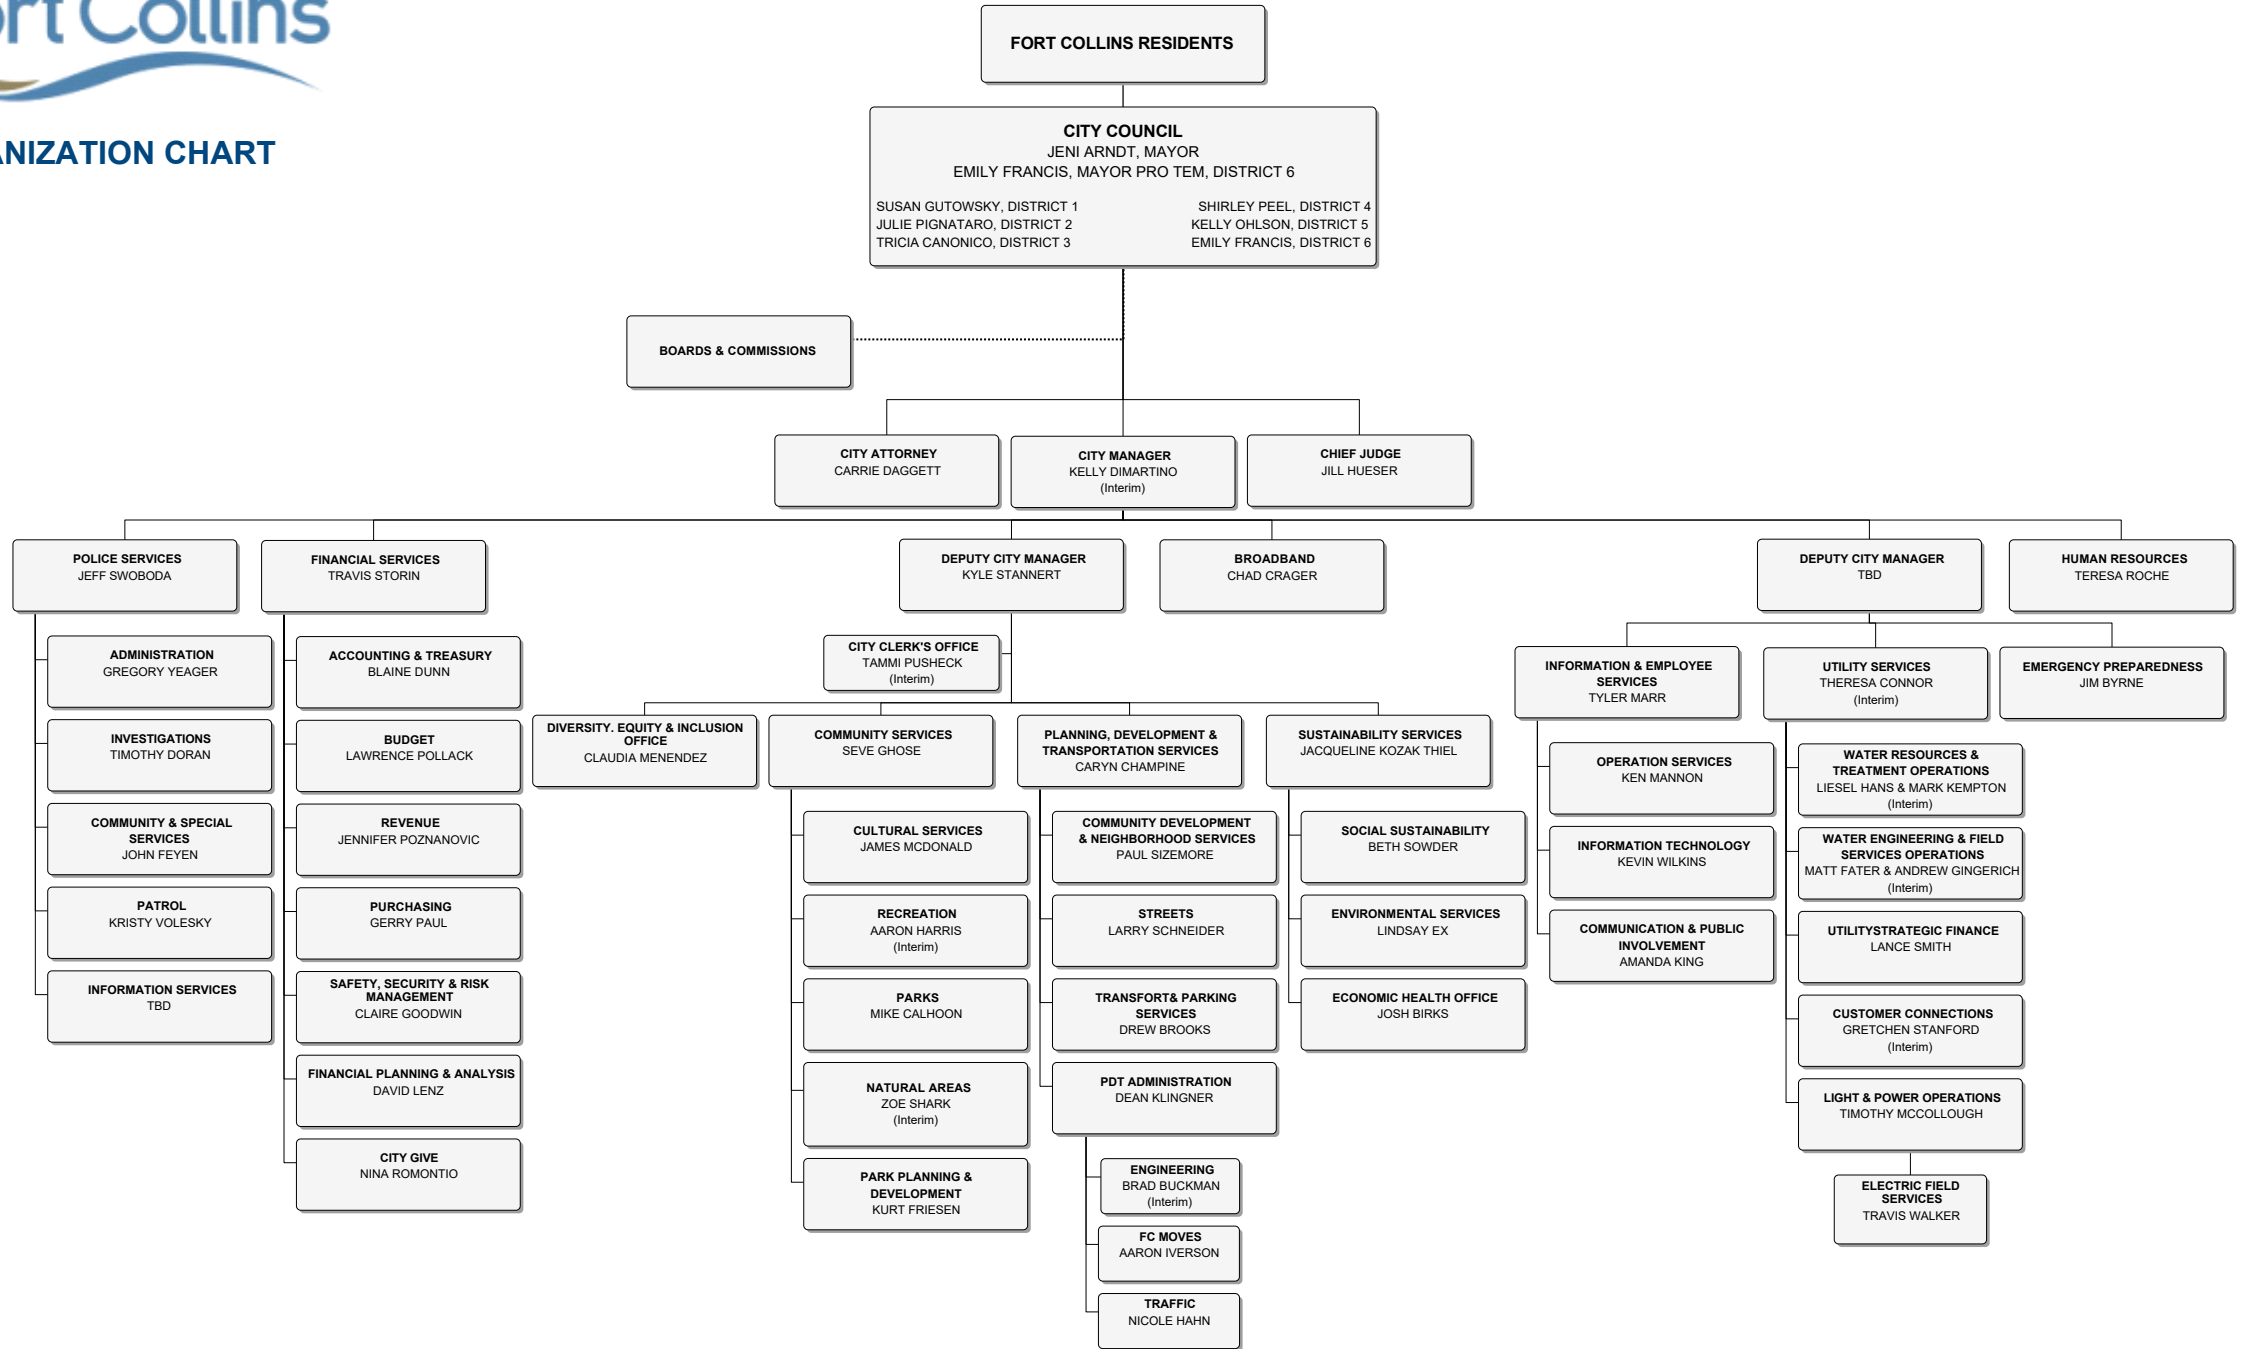 ort Collins
ANIZATION CHART
FORT COLLINS RESIDENTS
CITY COUNCIL
JENI ARNDT, MAYOR
EMILY FRANCIS, MAYOR PRO TEM, DISTRICT 6
SUSAN GUTOWSKY, DISTRICT 1
JULIE PIGNATARO, DISTRICT 2
TRICIA CANONICO, DISTRICT 3
SHIRLEY PEEL, DISTRICT 4
KELLY OHLSON, DISTRICT 5
EMILY FRANCIS, DISTRICT 6
BOARDS & COMMISSIONS
CITY ATTORNEY
CARRIE DAGGETT
CITY MANAGER
KELLY DIMARTINO
(Interim)
CHIEF JUDGE
JILL HUESER
POLICE SERVICES
JEFF SWOBODA
FINANCIAL SERVICES
TRAVIS STORIN
DEPUTY CITY MANAGER
KYLE STANNERT
BROADBAND
CHAD CRAGER
DEPUTY CITY MANAGER
TBD
HUMAN RESOURCES
TERESA ROCHE
ADMINISTRATION
GREGORY YEAGER
INVESTIGATIONS
TIMOTHY DORAN
COMMUNITY & SPECIAL
SERVICES
JOHN FEYEN
PATROL
KRISTY VOLESKY
INFORMATION SERVICES
TBD
ACCOUNTING & TREASURY
BLAINE DUNN
BUDGET
LAWRENCE POLLACK
REVENUE
JENNIFER POZNANOVIC
PURCHASING
GERRY PAUL
SAFETY, SECURITY & RISK
MANAGEMENT
CLAIRE GOODWIN
FINANCIAL PLANNING & ANALYSIS
DAVID LENZ
CITY GIVE
NINA ROMONTIO
CITY CLERK'S OFFICE
TAMMI PUSHECK
(Interim)
DIVERSITY. EQUITY & INCLUSION
OFFICE
CLAUDIA MENENDEZ
COMMUNITY SERVICES
SEVE GHOSE
PLANNING, DEVELOPMENT &
TRANSPORTATION SERVICES
CARYN CHAMPINE
SUSTAINABILITY SERVICES
JACQUELINE KOZAK THIEL
CULTURAL SERVICES
JAMES MCDONALD
RECREATION
AARON HARRIS
(Interim)
PARKS
MIKE CALHOON
NATURAL AREAS
ZOE SHARK
(Interim)
PARK PLANNING &
DEVELOPMENT
KURT FRIESEN
COMMUNITY DEVELOPMENT
& NEIGHBORHOOD SERVICES
PAUL SIZEMORE
STREETS
LARRY SCHNEIDER
TRANSFORT& PARKING
SERVICES
DREW BROOKS
PDT ADMINISTRATION
DEAN KLINGNER
ENGINEERING
BRAD BUCKMAN
(Interim)
FC MOVES
AARON IVERSON
TRAFFIC
NICOLE HAHN
SOCIAL SUSTAINABILITY
BETH SOWDER
ENVIRONMENTAL SERVICES
LINDSAY EX
ECONOMIC HEALTH OFFICE
JOSH BIRKS
INFORMATION & EMPLOYEE
SERVICES
TYLER MARR
UTILITY SERVICES
THERESA CONNOR
(Interim)
EMERGENCY PREPAREDNESS
JIM BYRNE
OPERATION SERVICES
KEN MANNON
INFORMATION TECHNOLOGY
KEVIN WILKINS
COMMUNICATION & PUBLIC
INVOLVEMENT
AMANDA KING
WATER RESOURCES &
TREATMENT OPERATIONS
LIESEL HANS & MARK KEMPTON
(Interim)
WATER ENGINEERING & FIELD
SERVICES OPERATIONS
MATT FATER & ANDREW GINGERICH
(Interim)
UTILITYSTRATEGIC FINANCE
LANCE SMITH
CUSTOMER CONNECTIONS
GRETCHEN STANFORD
(Interim)
LIGHT & POWER OPERATIONS
TIMOTHY MCCOLLOUGH
ELECTRIC FIELD
SERVICES
TRAVIS WALKER